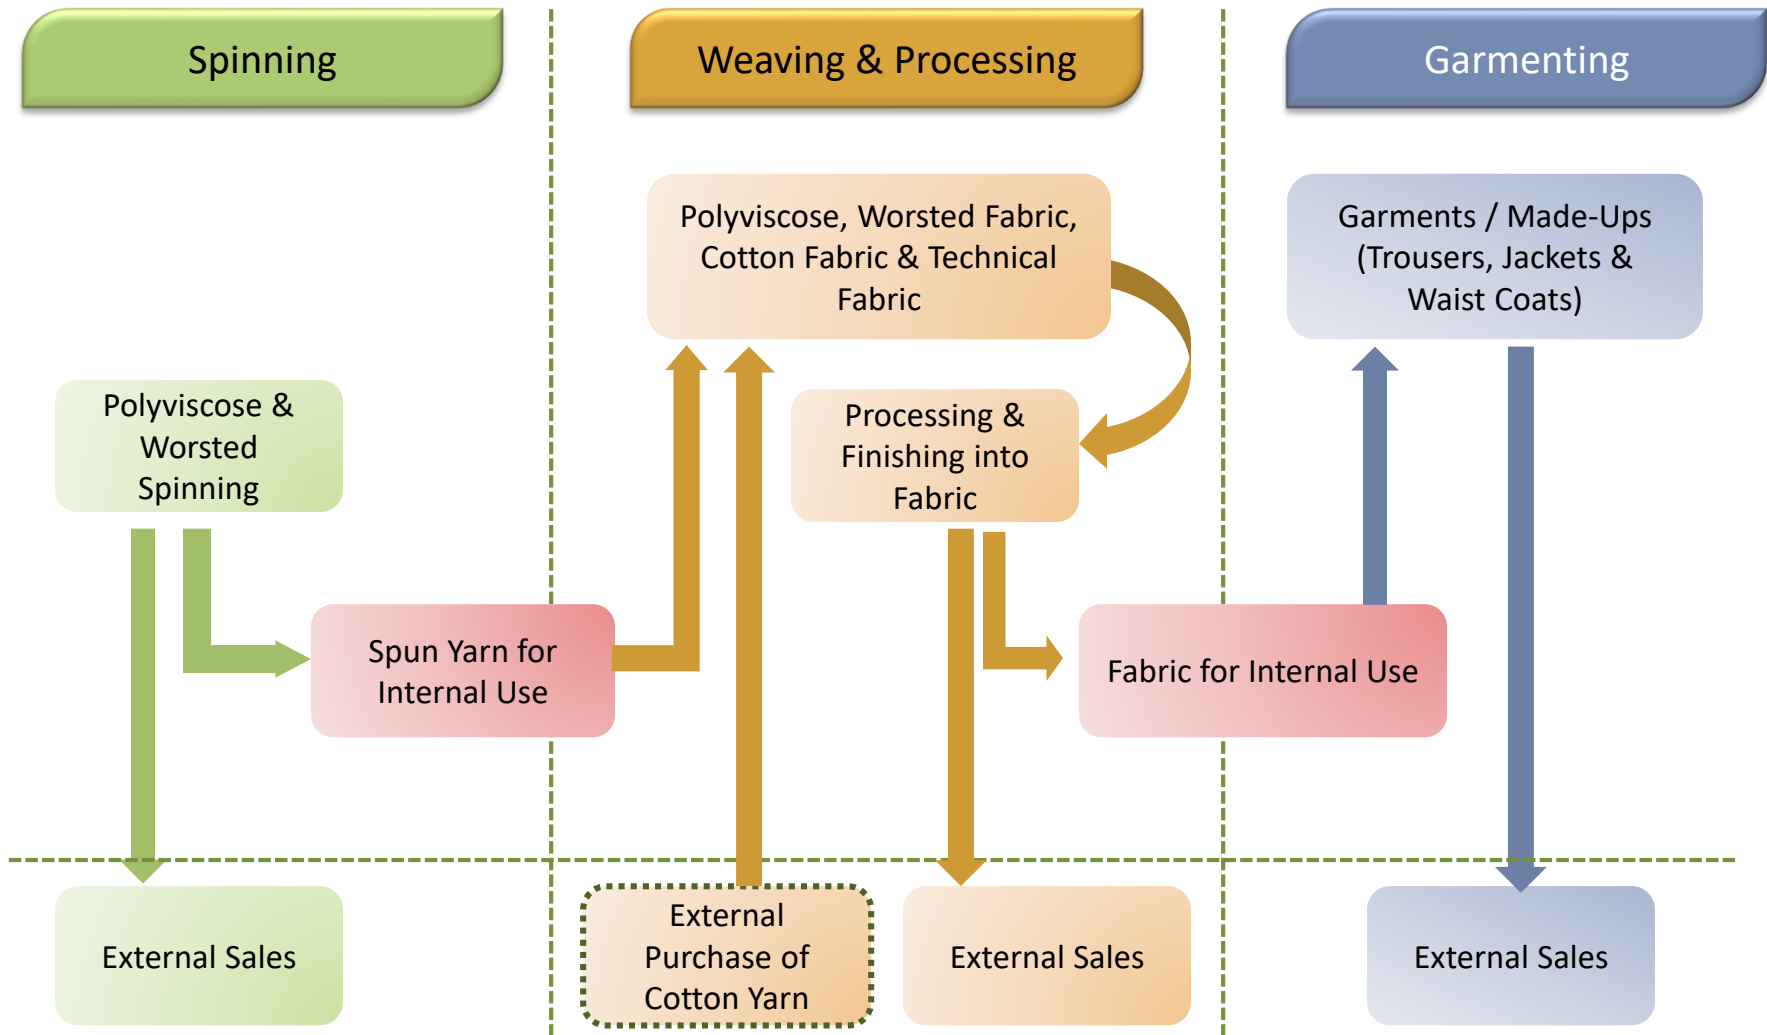 Spinning
Weaving & Processing
Garmenting
Polyviscose, Worsted Fabric,
Cotton Fabric & Technical
Fabric
Garments / Made-Ups
(Trousers, Jackets &
Waist Coats)
Polyviscose &
Worsted
Spinning
Processing &
Finishing into
Fabric
Spun Yarn for
Internal Use
Fabric for Internal Use
External Sales
External
Purchase of
Cotton Yarn
External Sales
External Sales